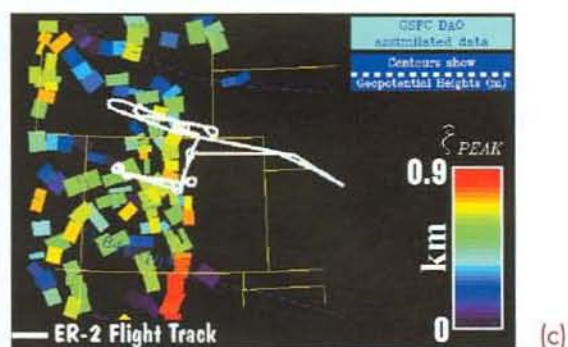 GSFC DAO
assimilated data
Contours show
Geopotential Heights (m)
ζ PEAK
0.9
km
0
ER-2 Flight Track
(c)